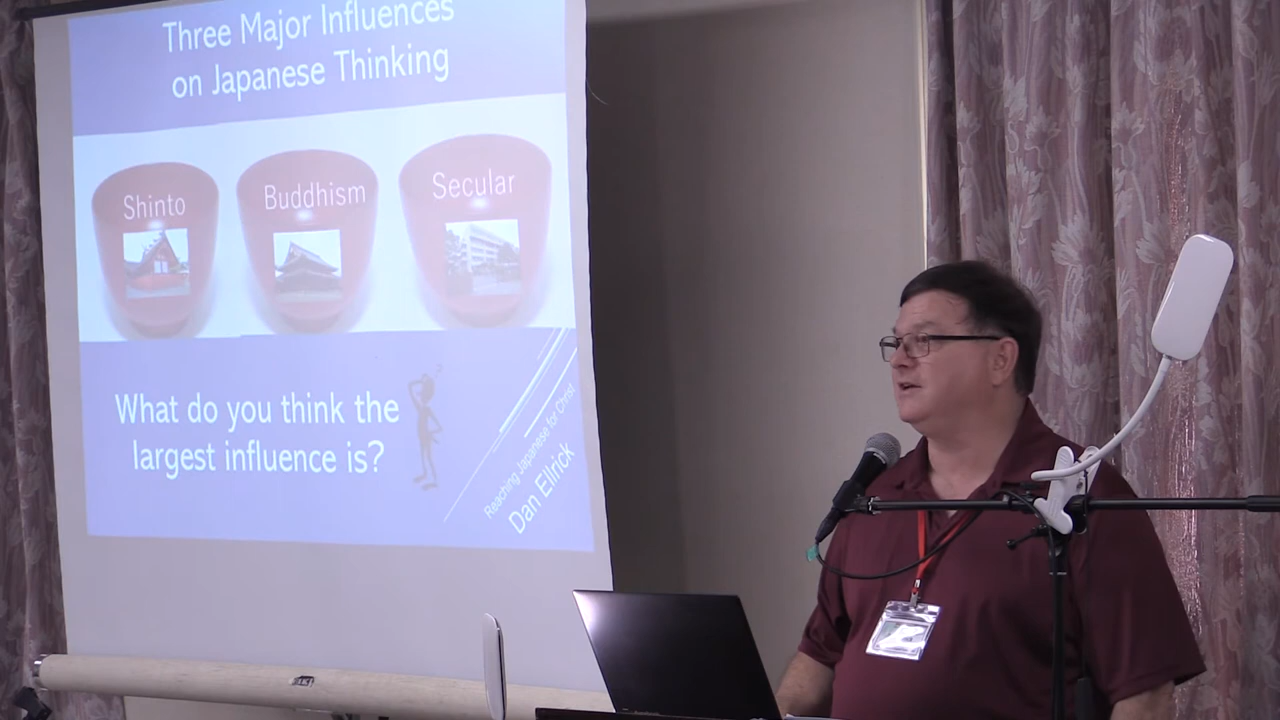 Three Major Influences
on Japanese Thinking
Shinto
Buddhism
Secular
What do you think the
largest influence is?
Reaching Japanese for Christ
Dan Ellrick